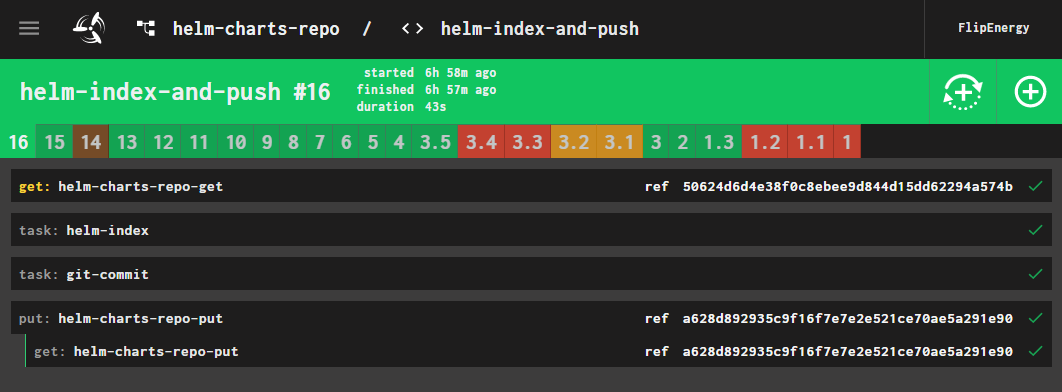 helm-charts-repo / <> helm-index-and-push FlipEnergy
helm-index-and-push #16
started 6h 58m ago
finished 6h 57m ago
duration 43s
16 15 14 13 12 11 10 9 8 7 6 5 4 3.5 3.4 3.3 3.2 3.1 3 2 1.3 1.2 1.1 1
get: helm-charts-repo-get ref 50624d6d4e38f0c8ebee9d844d15dd62294a574b
task: helm-index
task: git-commit
put: helm-charts-repo-put ref a628d892935c9f16f7e7e2e521ce70ae5a291e90
get: helm-charts-repo-put ref a628d892935c9f16f7e7e2e521ce70ae5a291e90